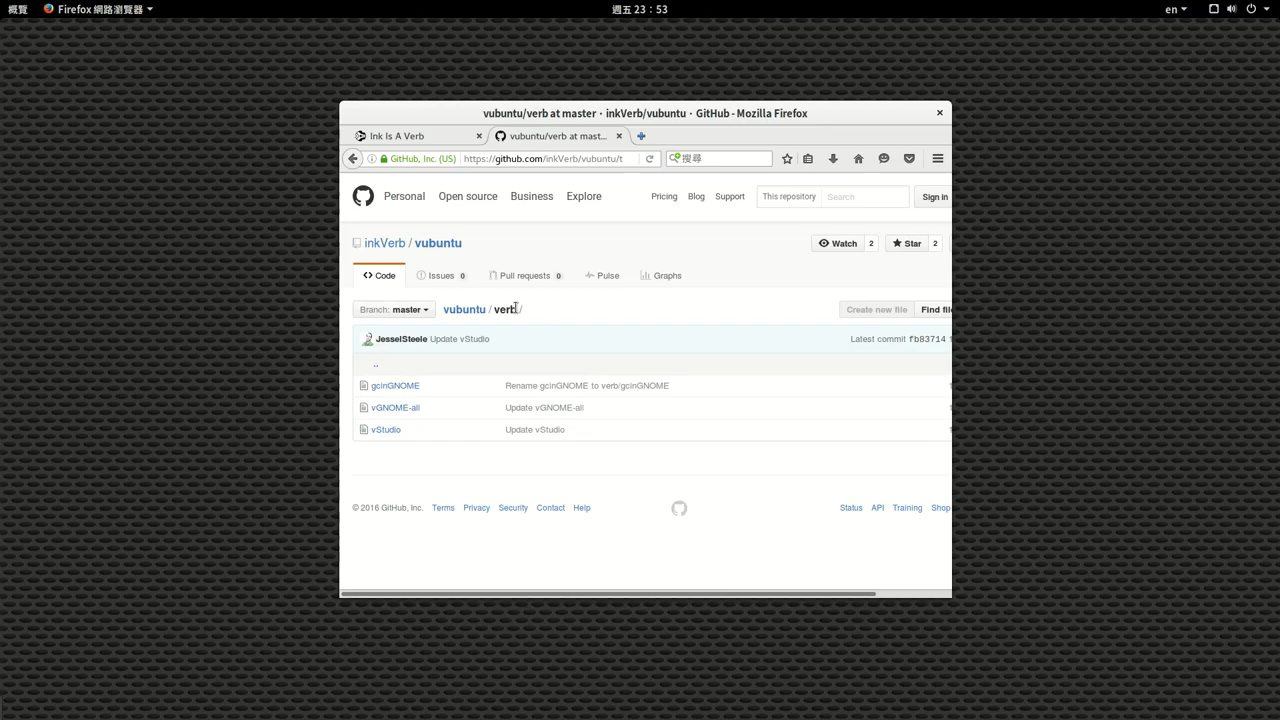 概覽 Firefox 網路瀏覽器 週五 23：53 en
vubuntu/verb at master · inkVerb/vubuntu · GitHub - Mozilla Firefox
Ink Is A Verb vubuntu/verb at mast...
GitHub, Inc. (US) https://github.com/inkVerb/vubuntu/t 搜尋
Personal Open source Business Explore Pricing Blog Support This repository Search Sign in
inkVerb / vubuntu Watch 2 Star 2
Code Issues 0 Pull requests 0 Pulse Graphs
Branch: master vubuntu / verb / Create new file Find file
JesselSteele Update vStudio Latest commit fb83714
..
gcinGNOME Rename gcinGNOME to verb/gcinGNOME
vGNOME-all Update vGNOME-all
vStudio Update vStudio
© 2016 GitHub, Inc. Terms Privacy Security Contact Help Status API Training Shop